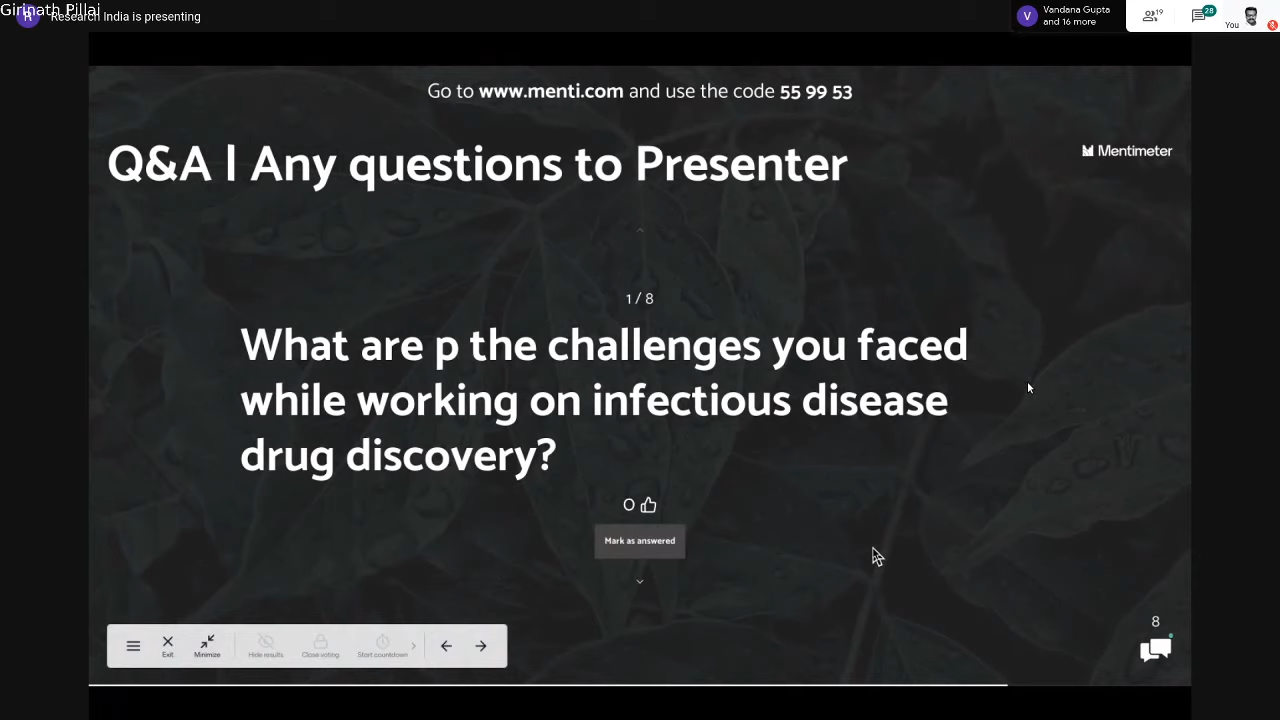 Girinath Pillai
R
Research India is presenting
V
Vandana Gupta
and 16 more
19
28
You
Go to www.menti.com and use the code 55 99 53
Q&A | Any questions to Presenter
Mentimeter
1 / 8
What are p the challenges you faced
while working on infectious disease
drug discovery?
0
Mark as answered
8
Exit
Minimize
Hide results
Close voting
Start countdown